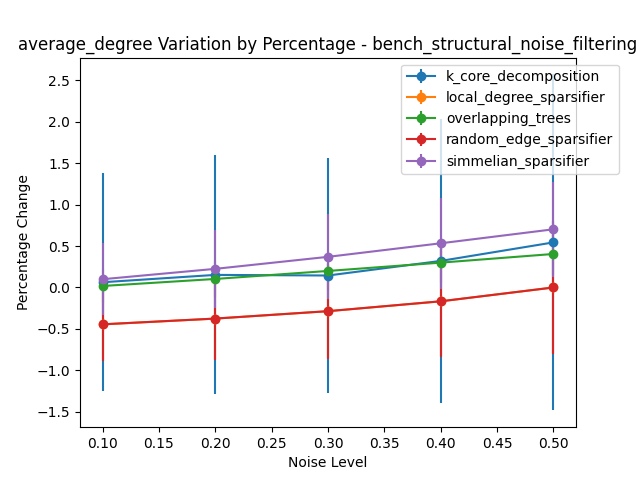 average_degree Variation by Percentage - bench_structural_noise_filtering
k_core_decomposition
local_degree_sparsifier
overlapping_trees
random_edge_sparsifier
simmelian_sparsifier
Percentage Change
2.5
2.0
1.5
1.0
0.5
0.0
−0.5
−1.0
−1.5
0.10 0.15 0.20 0.25 0.30 0.35 0.40 0.45 0.50
Noise Level